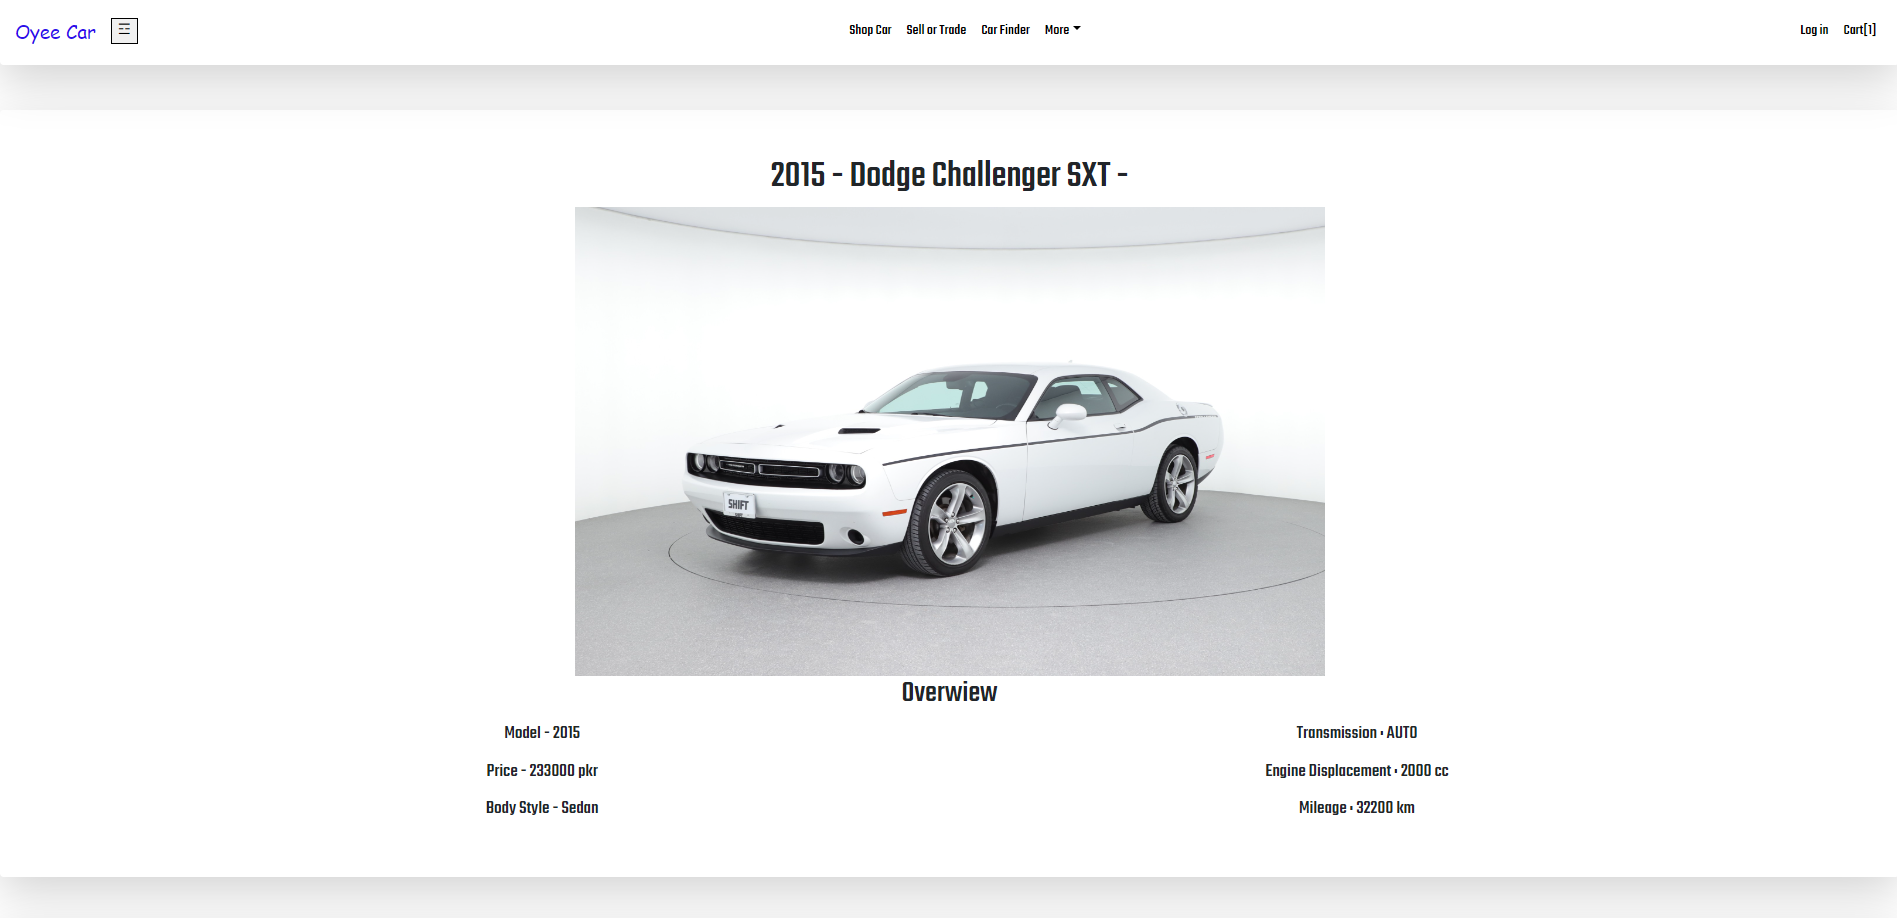 Oyee Car
Shop Car Sell or Trade Car Finder More
Log in Cart[1]
2015 - Dodge Challenger SXT -
SHIFT
Overwiew
Model - 2015
Transmission : AUTO
Price - 233000 pkr
Engine Displacement : 2000 cc
Body Style - Sedan
Mileage : 32200 km